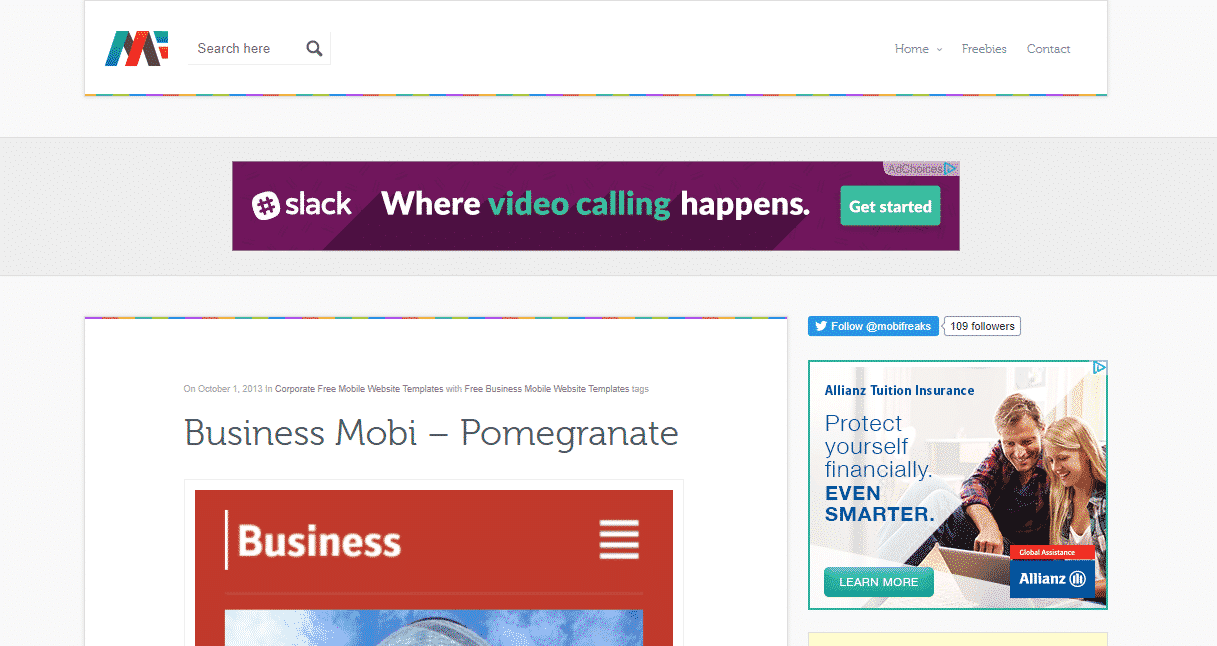 Search here
Home
Freebies
Contact
AdChoices
slack
Where video calling happens.
Get started
On October 1, 2013 In Corporate Free Mobile Website Templates with Free Business Mobile Website Templates tags
Business Mobi – Pomegranate
Business
Follow @mobifreaks
109 followers
Allianz Tuition Insurance
Protect
yourself
financially.
EVEN
SMARTER.
LEARN MORE
Global Assistance
Allianz